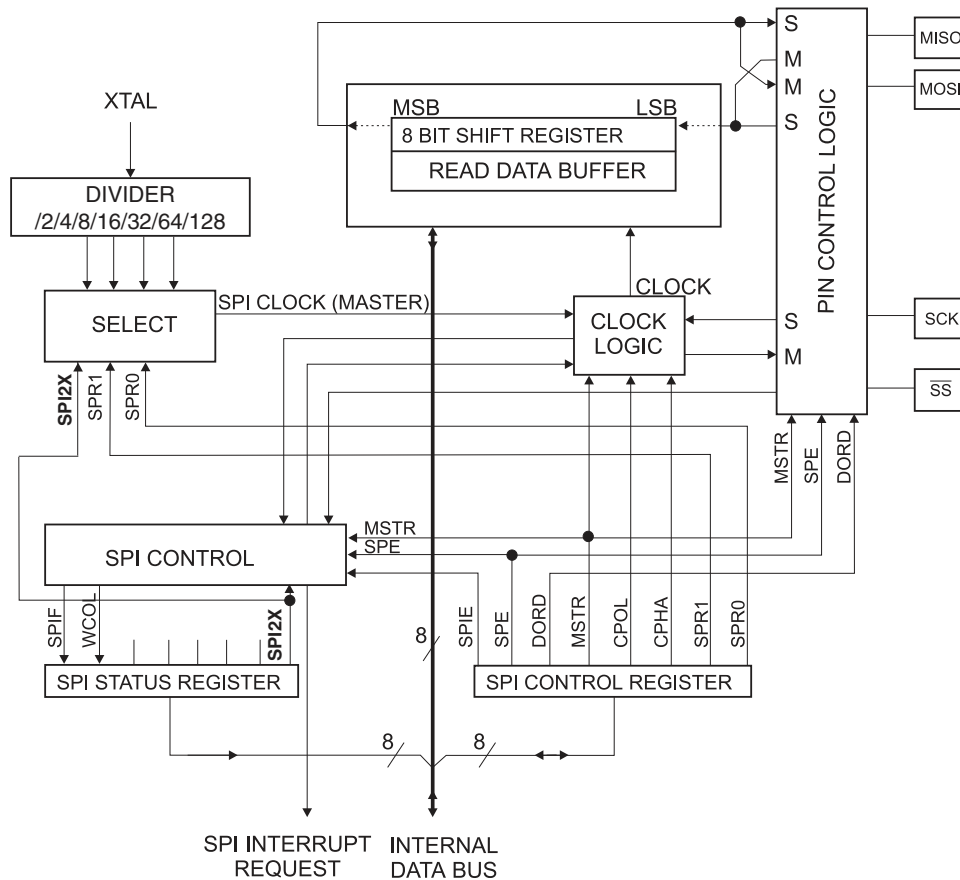 S
MISO
M
M
MOSI
XTAL
MSB
LSB
S
8 BIT SHIFT REGISTER
READ DATA BUFFER
PIN CONTROL LOGIC
DIVIDER
/2/4/8/16/32/64/128
SPI CLOCK (MASTER)
CLOCK
SELECT
CLOCK
LOGIC
S
SCK
M
SS
SPI2X
SPR1
SPR0
MSTR
SPE
DORD
MSTR
SPE
SPI CONTROL
SPIF
WCOL
SPI2X
8
SPIE
SPE
DORD
MSTR
CPOL
CPHA
SPR1
SPR0
SPI STATUS REGISTER
SPI CONTROL REGISTER
8
8
SPI INTERRUPT
REQUEST
INTERNAL
DATA BUS